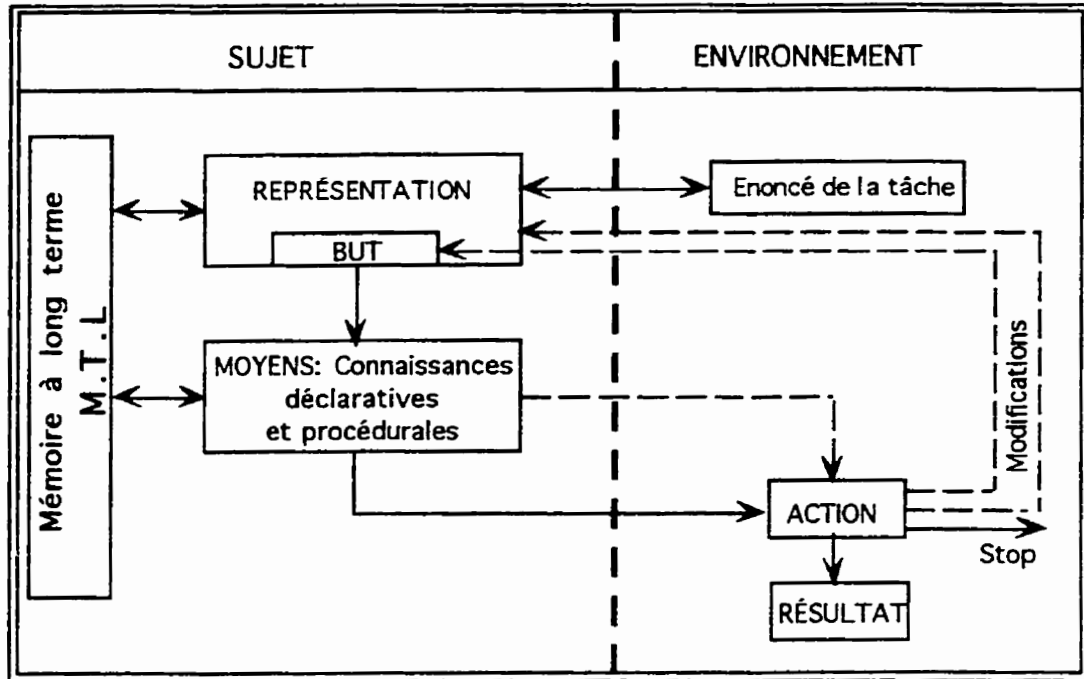 SUJET
ENVIRONNEMENT
Mémoire à long terme
M.T.L
REPRÉSENTATION
BUT
Enoncé de la tâche
MOYENS: Connaissances
déclaratives
et procédurales
Modifications
ACTION
Stop
RÉSULTAT